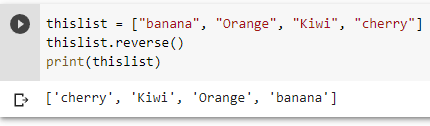 thislist = ["banana", "Orange", "Kiwi", "cherry"]
thislist.reverse()
print(thislist)
['cherry', 'Kiwi', 'Orange', 'banana']